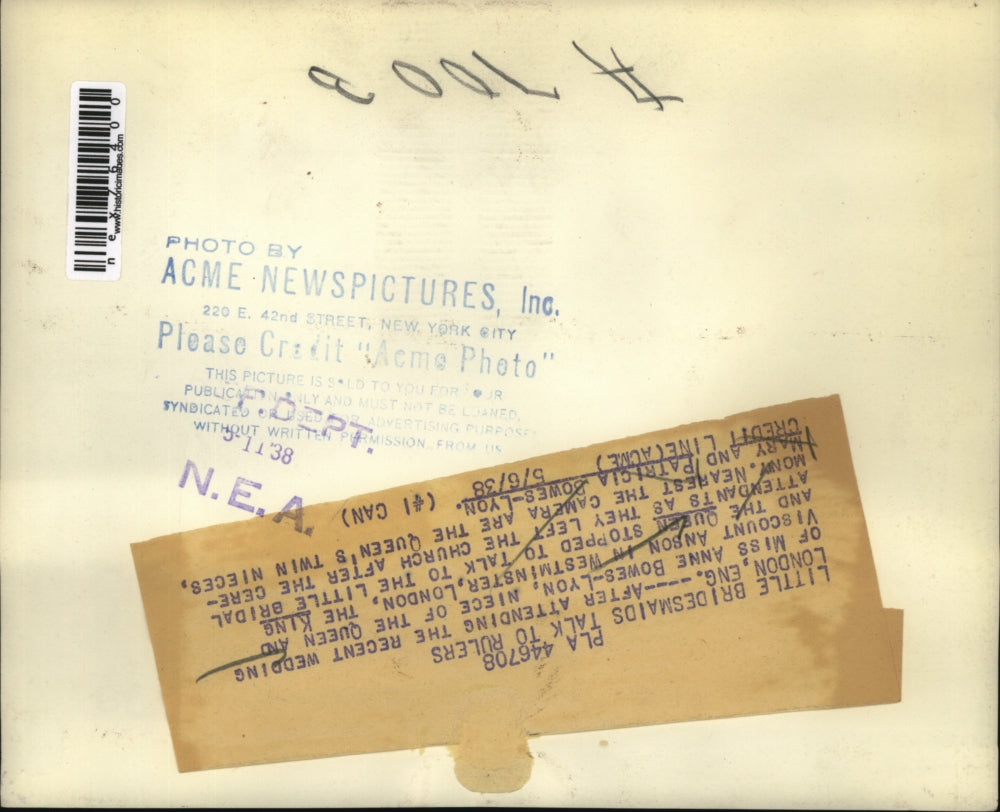 nex76400
www.historicimages.com
PHOTO BY
ACME NEWSPICTURES, Inc.
220 E. 42nd STREET, NEW YORK CITY
Please Credit "Acme Photo"
THIS PICTURE IS SOLD TO YOU FOR YOUR
PUBLICATION ONLY AND MUST NOT BE LOANED,
SYNDICATED OR USED FOR ADVERTISING PURPOSES
WITHOUT WRITTEN PERMISSION FROM US
DEPT.
5-11'38
N.E.A.
PLA 446708
LITTLE BRIDESMAIDS TALK TO RULERS
LONDON, ENG.----AFTER ATTENDING THE RECENT WEDDING
OF MISS ANNE BOWES-LYON, NIECE OF THE QUEEN AND
VISCOUNT ANSON IN WESTMINSTER, LONDON, THE KING
AND THE QUEEN STOPPED TO TALK TO THE LITTLE BRIDAL
ATTENDANTS AS THEY LEFT THE CHURCH AFTER THE CERE-
MONY. NEAREST THE CAMERA ARE THE QUEEN'S TWIN NIECES,
MARY AND PATRICIA BOWES-LYON. (#1 CAN)
CREDIT LINE(ACME) 5/6/38